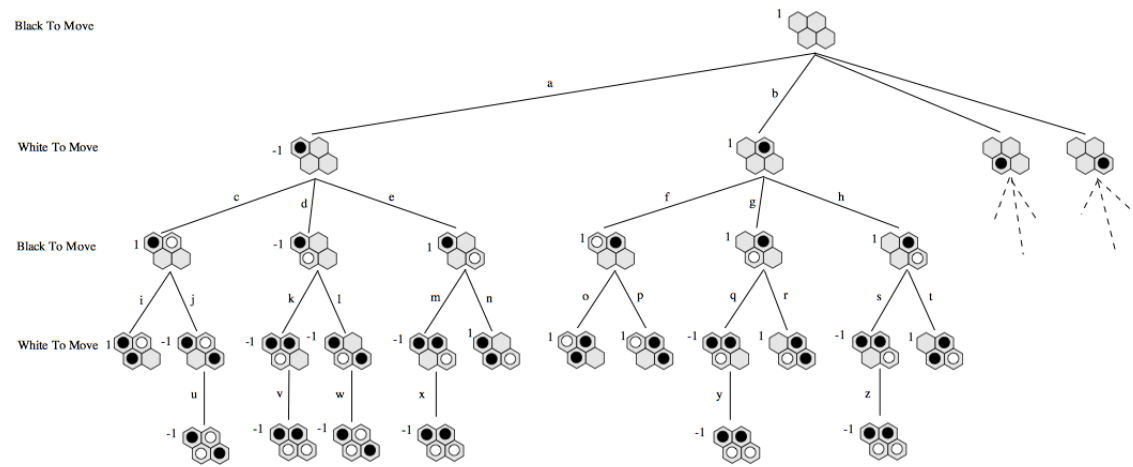 Black To Move 1
a b
White To Move -1 1
c d e f g h
Black To Move 1 -1 1 1 1 1
i j k l m n o p q r s t
White To Move 1 -1 -1 -1 -1 1 1 1 -1 1 -1 1
u v w x y z
-1 -1 -1 -1 -1 -1